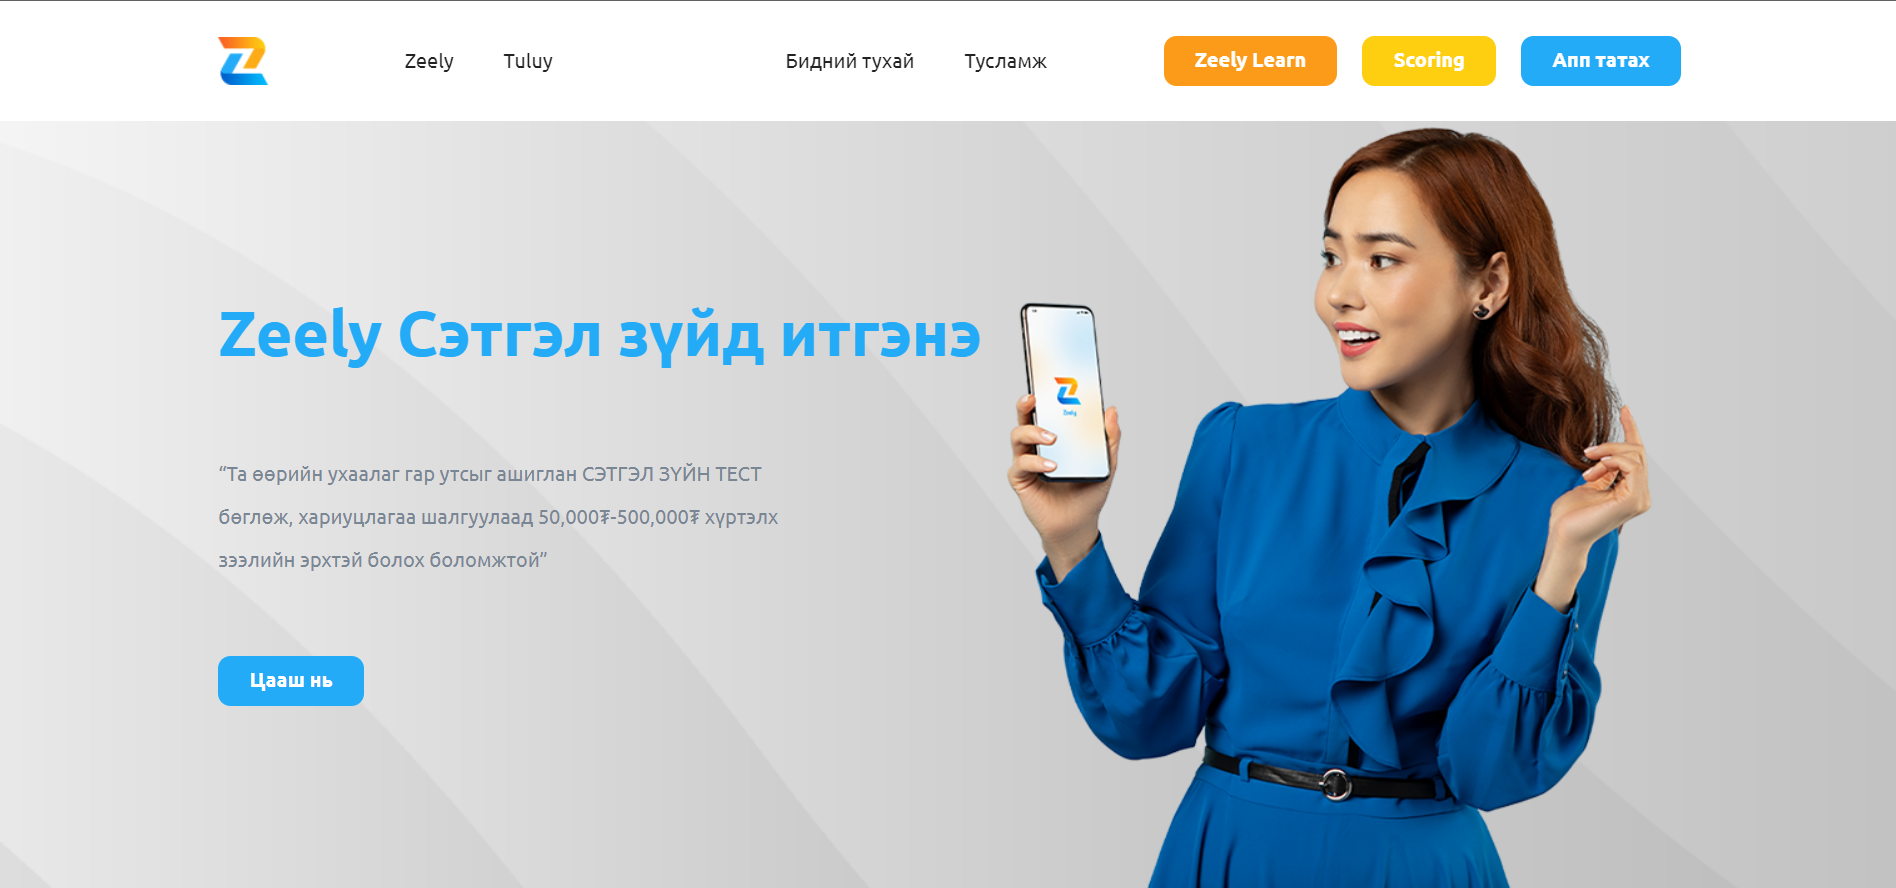 Zeely
Tuluy
Бидний тухай
Тусламж
Zeely Learn
Scoring
Апп татах
Zeely Сэтгэл зүйд итгэнэ
“Та өөрийн ухаалаг гар утсыг ашиглан СЭТГЭЛ ЗҮЙН ТЕСТ
бөглөж, хариуцлагаа шалгуулаад 50,000₮-500,000₮ хүртэлх
зээлийн эрхтэй болох боломжтой”
Цааш нь
Zeely